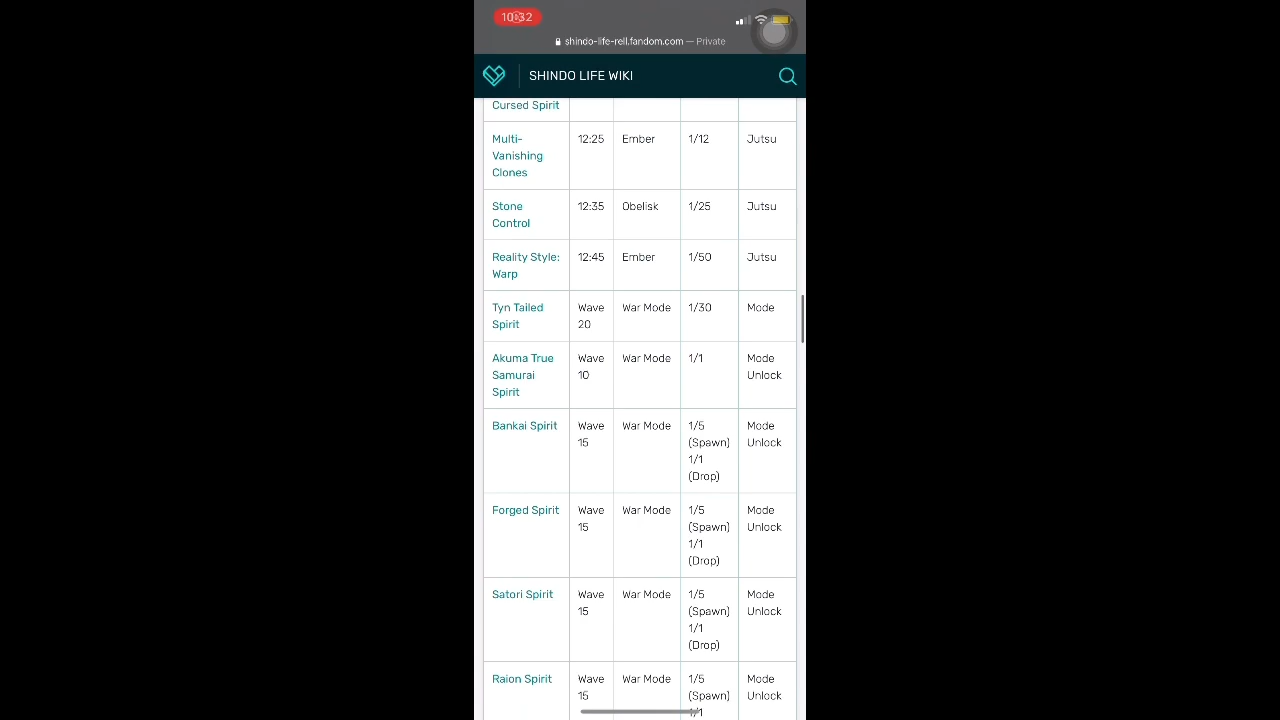 10:32
shindo-life-rell.fandom.com — Private
SHINDO LIFE WIKI
Cursed Spirit
Multi-
Vanishing
Clones
12:25
Ember
1/12
Jutsu
Stone
Control
12:35
Obelisk
1/25
Jutsu
Reality Style:
Warp
12:45
Ember
1/50
Jutsu
Tyn Tailed
Spirit
Wave
20
War Mode
1/30
Mode
Akuma True
Samurai
Spirit
Wave
10
War Mode
1/1
Mode
Unlock
Bankai Spirit
Wave
15
War Mode
1/5
(Spawn)
1/1
(Drop)
Mode
Unlock
Forged Spirit
Wave
15
War Mode
1/5
(Spawn)
1/1
(Drop)
Mode
Unlock
Satori Spirit
Wave
15
War Mode
1/5
(Spawn)
1/1
(Drop)
Mode
Unlock
Raion Spirit
Wave
15
War Mode
1/5
(Spawn)
1/1
Mode
Unlock